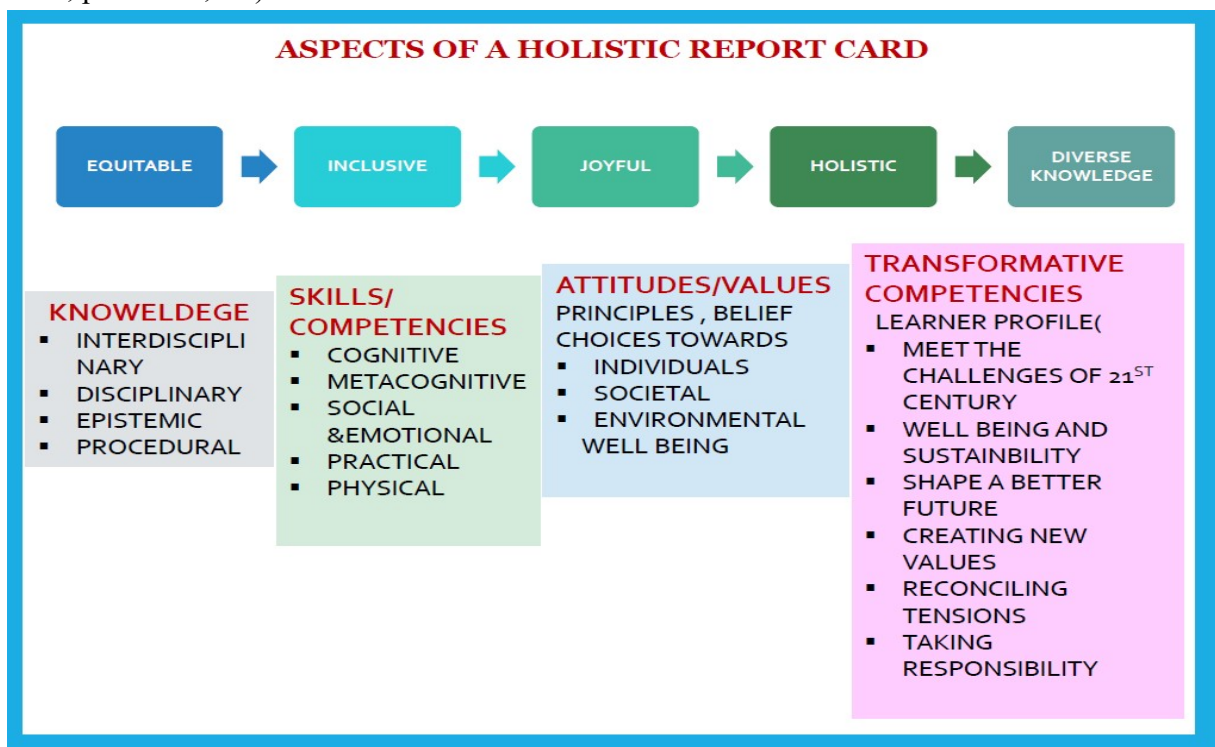 ASPECTS OF A HOLISTIC REPORT CARD
EQUITABLE
INCLUSIVE
JOYFUL
HOLISTIC
DIVERSE
KNOWLEDGE
KNOWELDEGE
▪ INTERDISCIPLI
NARY
▪ DISCIPLINARY
▪ EPISTEMIC
▪ PROCEDURAL
SKILLS/
COMPETENCIES
▪ COGNITIVE
▪ METACOGNITIVE
▪ SOCIAL
&EMOTIONAL
▪ PRACTICAL
▪ PHYSICAL
ATTITUDES/VALUES
PRINCIPLES , BELIEF
CHOICES TOWARDS
▪ INDIVIDUALS
▪ SOCIETAL
▪ ENVIRONMENTAL
WELL BEING
TRANSFORMATIVE
COMPETENCIES
LEARNER PROFILE(
▪ MEET THE
CHALLENGES OF 21ST
CENTURY
▪ WELL BEING AND
SUSTAINBILITY
▪ SHAPE A BETTER
FUTURE
▪ CREATING NEW
VALUES
▪ RECONCILING
TENSIONS
▪ TAKING
RESPONSIBILITY